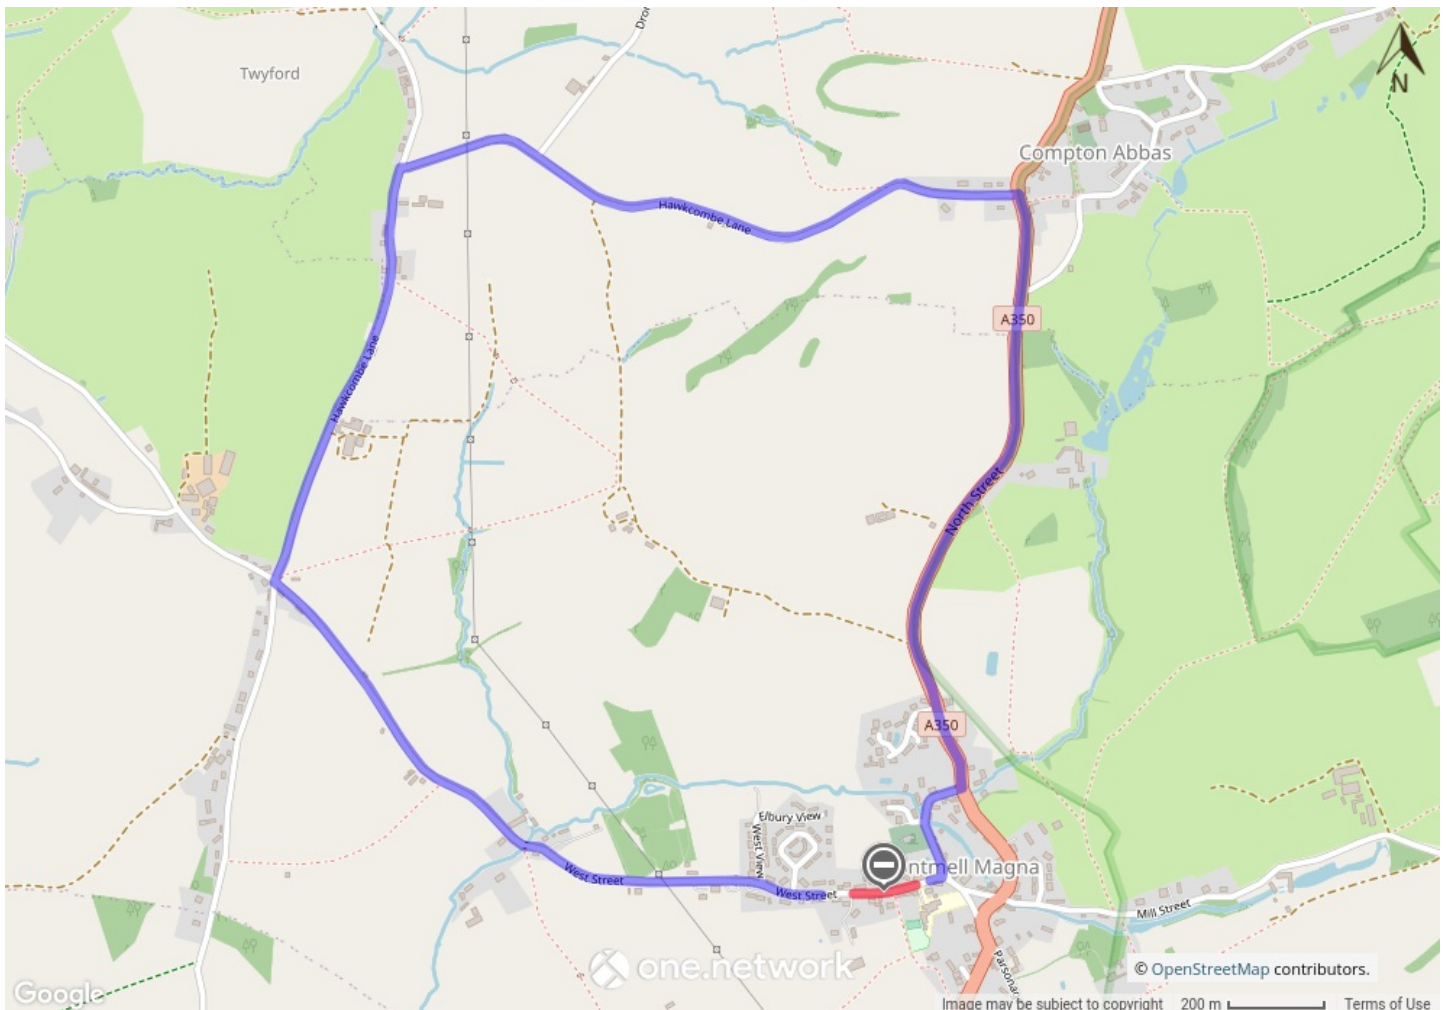 Twyford
N
Compton Abbas
Hawkcombe Lane
A350
Hawkcombe Lane
North Street
A350
Elbury View
West View
West Street
West Street
ntmell Magna
Mill Street
one.network
© OpenStreetMap contributors.
Google
Image may be subject to copyright 200 m Terms of Use